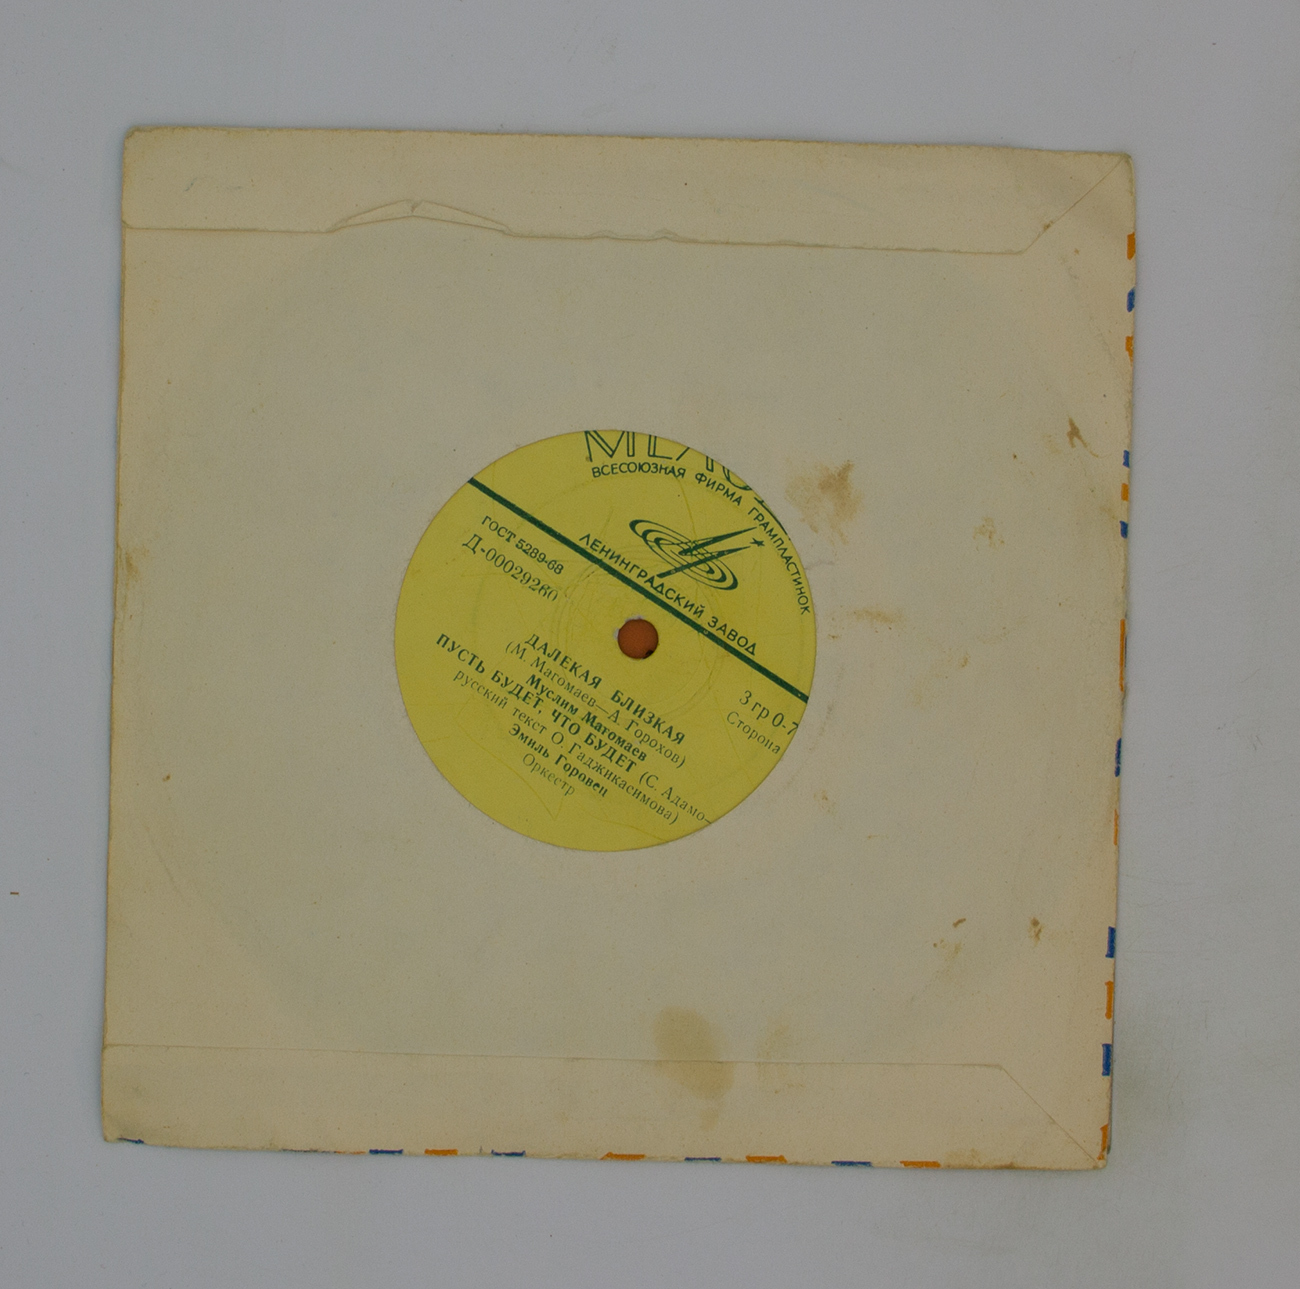 ВСЕСОЮЗНАЯ ФИРМА ГРАМПЛАСТИНОК
ЛЕНИНГРАДСКИЙ ЗАВОД
ГОСТ 5289-68
Д-00029260
3 гр 0-7
Сторона
ДАЛЕКАЯ БЛИЗКАЯ
(М. Магомаев—А. Горохов)
Муслим Магомаев
ПУСТЬ БУДЕТ, ЧТО БУДЕТ (С. Адамо—
русский текст О. Гаджикасимова)
Эмиль Горовец
Оркестр